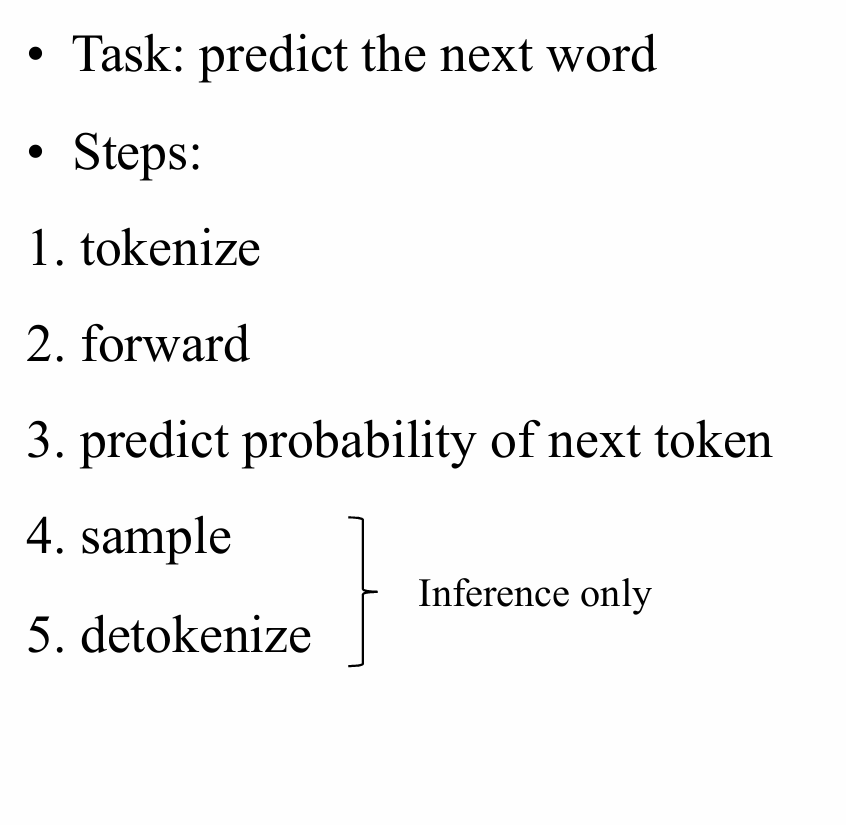 • Task: predict the next word
• Steps:
1. tokenize
2. forward
3. predict probability of next token
4. sample
Inference only
5. detokenize